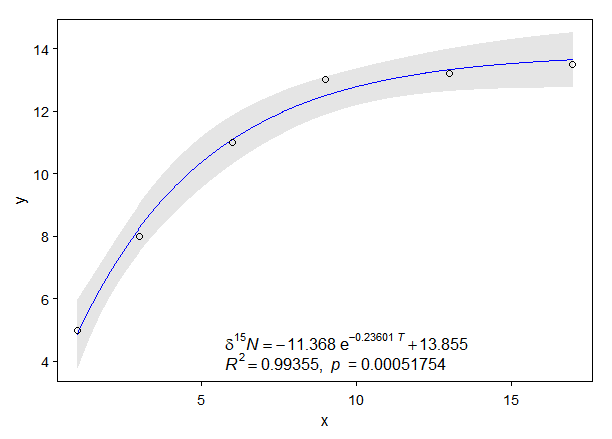 14
12
10
8
6
4
y
δ¹⁵N = −11.368 e^−0.23601 T + 13.855
R² = 0.99355, p = 0.00051754
5 10 15
x